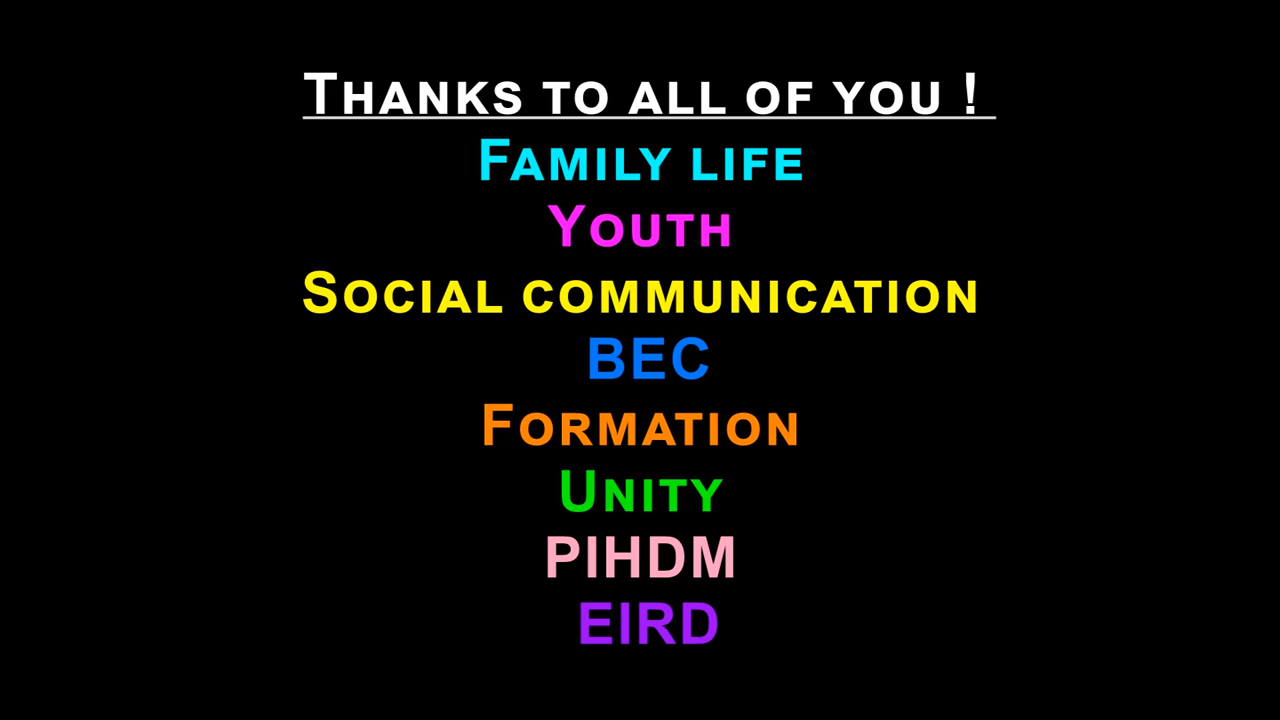 Thanks to all of you !
Family life
Youth
Social communication
BEC
Formation
Unity
PIHDM
EIRD